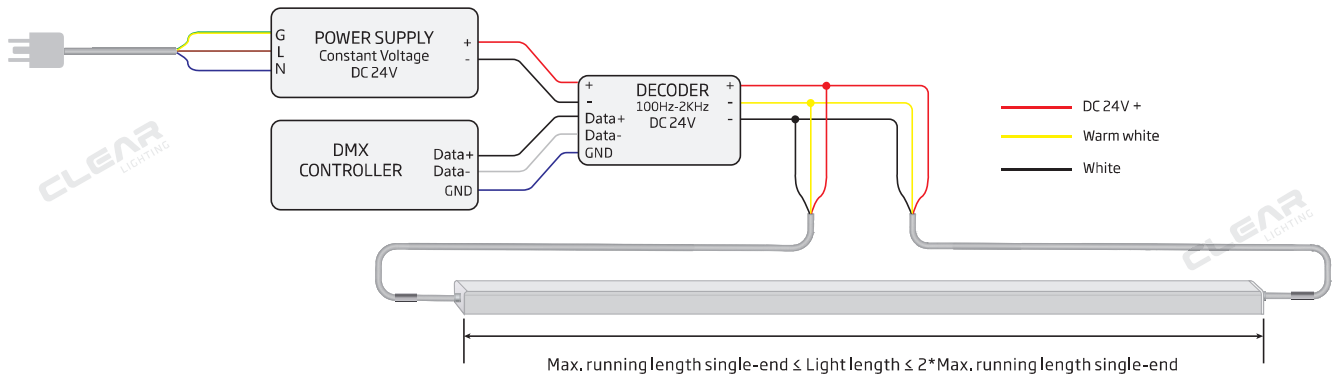 G
L
N
POWER SUPPLY
Constant Voltage
DC 24V
+
-
DMX
CONTROLLER
Data+
Data-
GND
+
-
Data+
Data-
GND
DECODER
100Hz-2KHz
DC 24V
+
-
-
DC 24V +
Warm white
White
CLEAR
LIGHTING
CLEAR
LIGHTING
Max. running length single-end ≤ Light length ≤ 2*Max. running length single-end